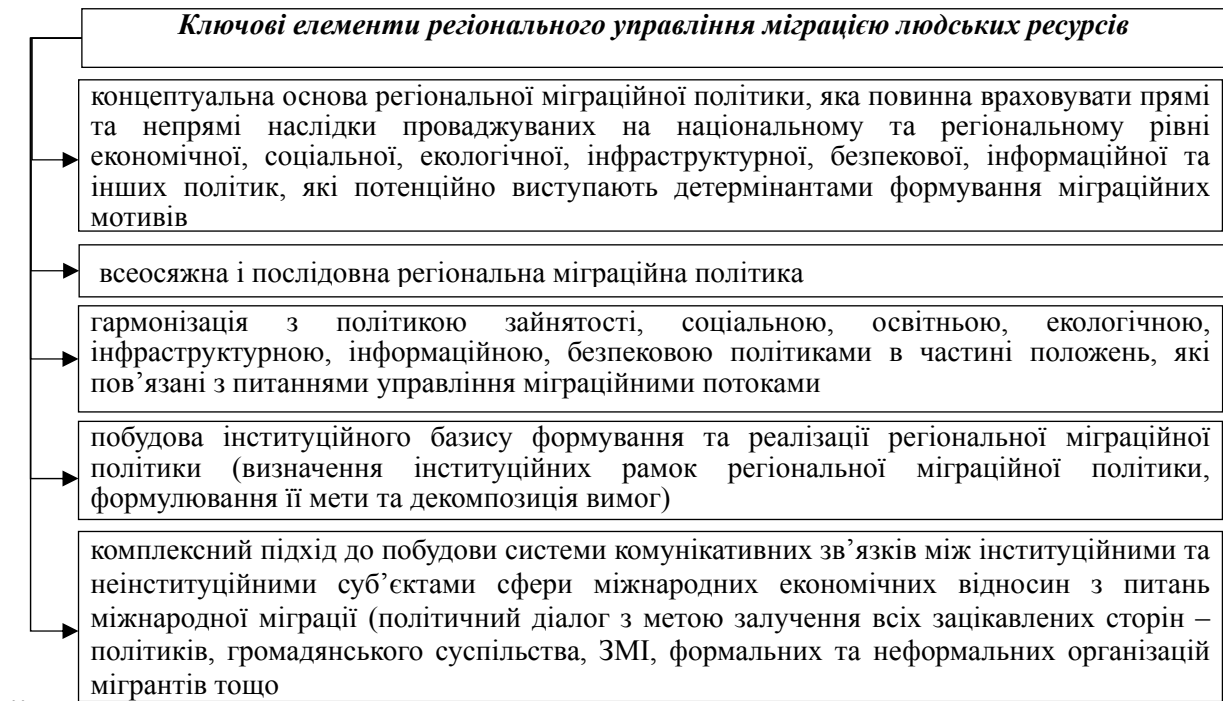 Ключові елементи регіонального управління міграцією людських ресурсів
концептуальна основа регіональної міграційної політики, яка повинна враховувати прямі
та непрямі наслідки проваджуваних на національному та регіональному рівні
економічної, соціальної, екологічної, інфраструктурної, безпекової, інформаційної та
інших політик, які потенційно виступають детермінантами формування міграційних
мотивів
всеосяжна і послідовна регіональна міграційна політика
гармонізація з політикою зайнятості, соціальною, освітньою, екологічною,
інфраструктурною, інформаційною, безпековою політиками в частині положень, які
пов’язані з питаннями управління міграційними потоками
побудова інституційного базису формування та реалізації регіональної міграційної
політики (визначення інституційних рамок регіональної міграційної політики,
формулювання її мети та декомпозиція вимог)
комплексний підхід до побудови системи комунікативних зв’язків між інституційними та
неінституційними суб’єктами сфери міжнародних економічних відносин з питань
міжнародної міграції (політичний діалог з метою залучення всіх зацікавлених сторін –
політиків, громадянського суспільства, ЗМІ, формальних та неформальних організацій
мігрантів тощо